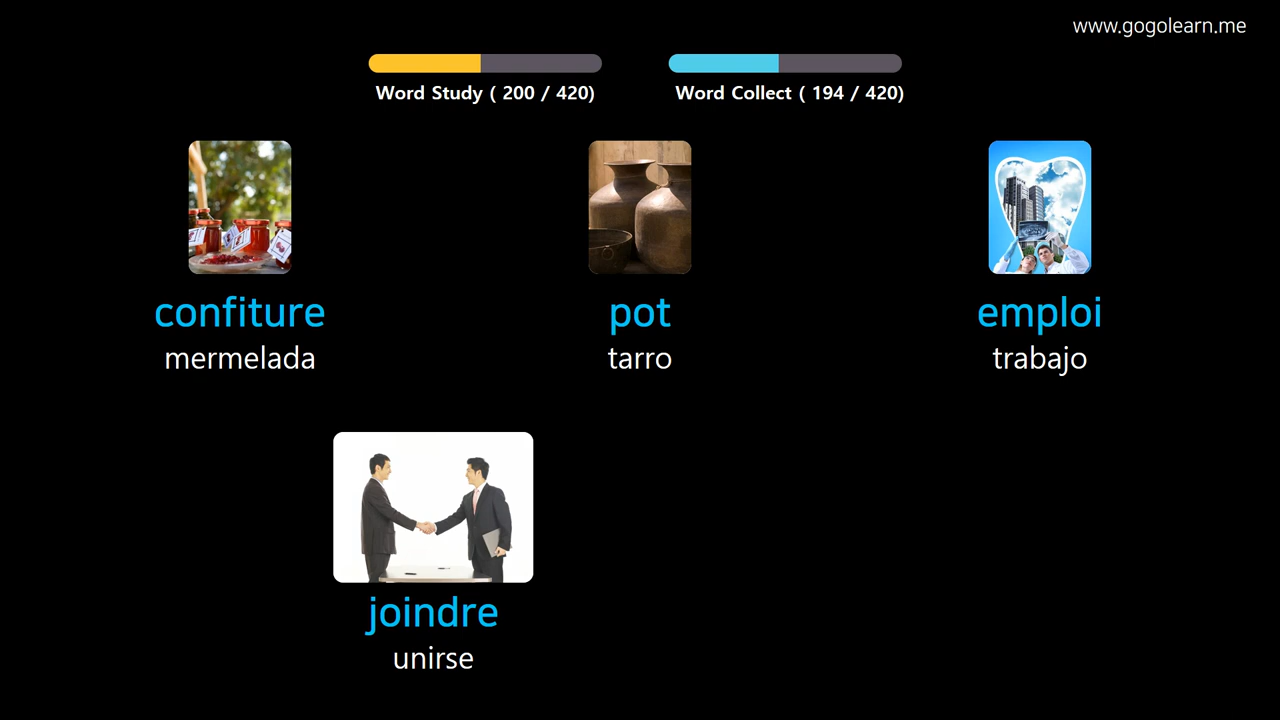 www.gogolearn.me
Word Study ( 200 / 420)
Word Collect ( 194 / 420)
confiture
mermelada
pot
tarro
emploi
trabajo
joindre
unirse